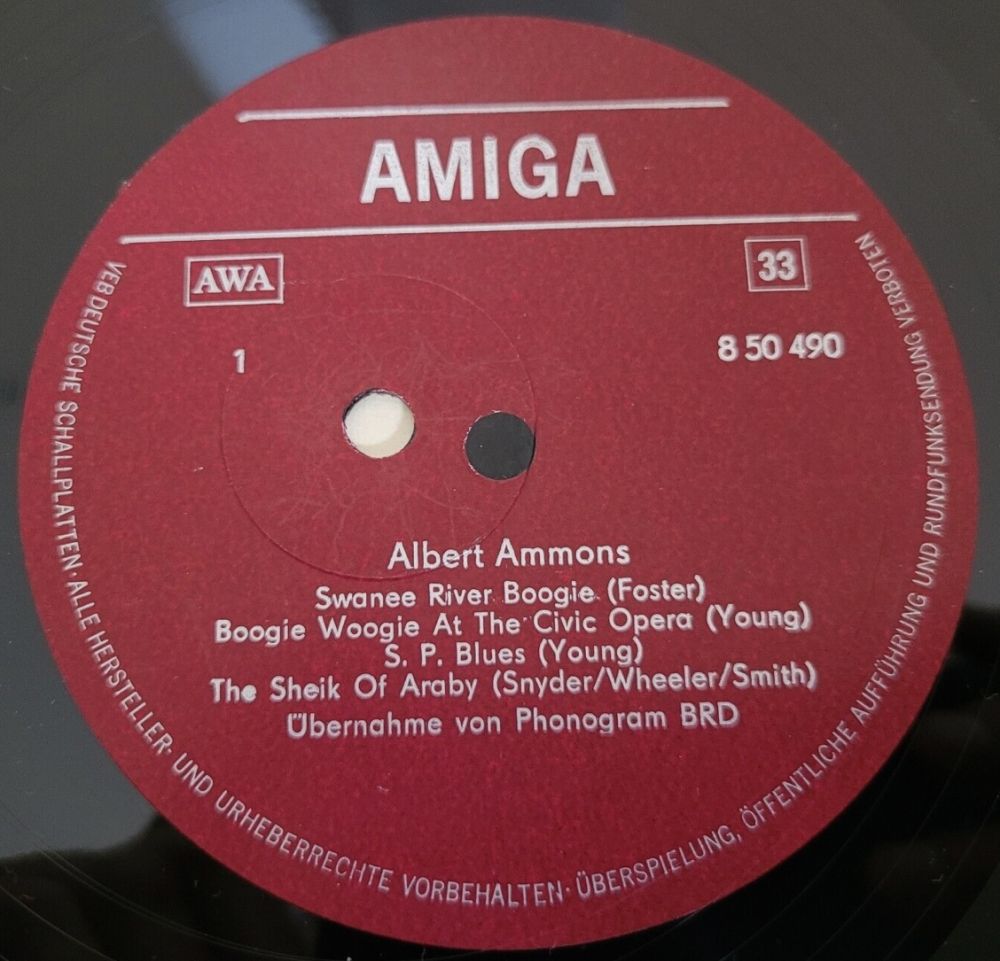 AMIGA
AWA
33
1
8 50 490
Albert Ammons
Swanee River Boogie (Foster)
Boogie Woogie At The Civic Opera (Young)
S. P. Blues (Young)
The Sheik Of Araby (Snyder/Wheeler/Smith)
Übernahme von Phonogram BRD
VEB DEUTSCHE SCHALLPLATTEN · ALLE HERSTELLER- UND URHEBERRECHTE VORBEHALTEN · ÜBERSPIELUNG, ÖFFENTLICHE AUFFÜHRUNG UND RUNDFUNKSENDUNG VERBOTEN